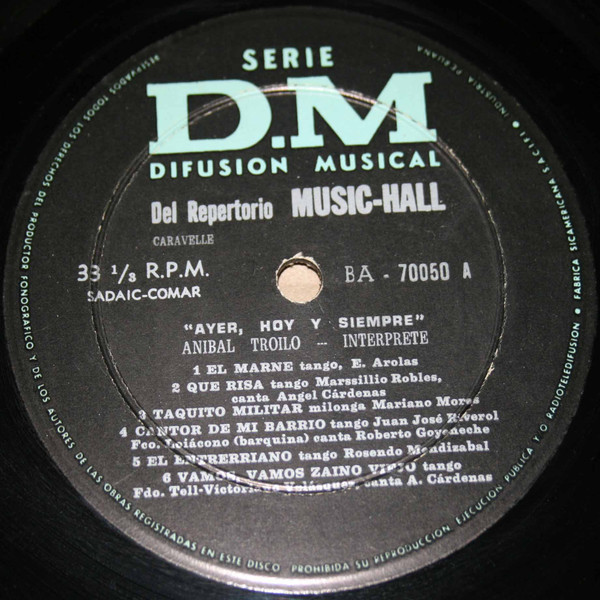 SERIE
D.M
DIFUSION MUSICAL
Del Repertorio MUSIC-HALL
CARAVELLE
33 1/3 R.P.M.
SADAIC-COMAR
BA - 70050 A
"AYER, HOY Y SIEMPRE"
ANIBAL TROILO — INTERPRETE
1 EL MARNE tango, E. Arolas
2 QUE RISA tango Marssillio Robles,
canta Angel Cárdenas
3 TAQUITO MILITAR milonga Mariano Mores
4 CANTOR DE MI BARRIO tango Juan José Riverol
Fco. Loiácono (barquina) canta Roberto Goyeneche
5 EL ENTRERRIANO tango Rosendo Mendizabal
6 VAMOS, VAMOS ZAINO VIEJO tango
Fdo. Tell-Victoriano Velásquez, canta A. Cárdenas
RESERVADOS TODOS LOS DERECHOS DEL PRODUCTOR FONOGRAFICO Y DE LOS AUTORES DE LAS OBRAS REGISTRADAS EN ESTE DISCO . PROHIBIDA SU REPRODUCCION, EJECUCION PUBLICA Y/O RADIOTELEDIFUSION • FABRICA SICAMERICANA S A C I F I • INDUSTRIA PERUANA